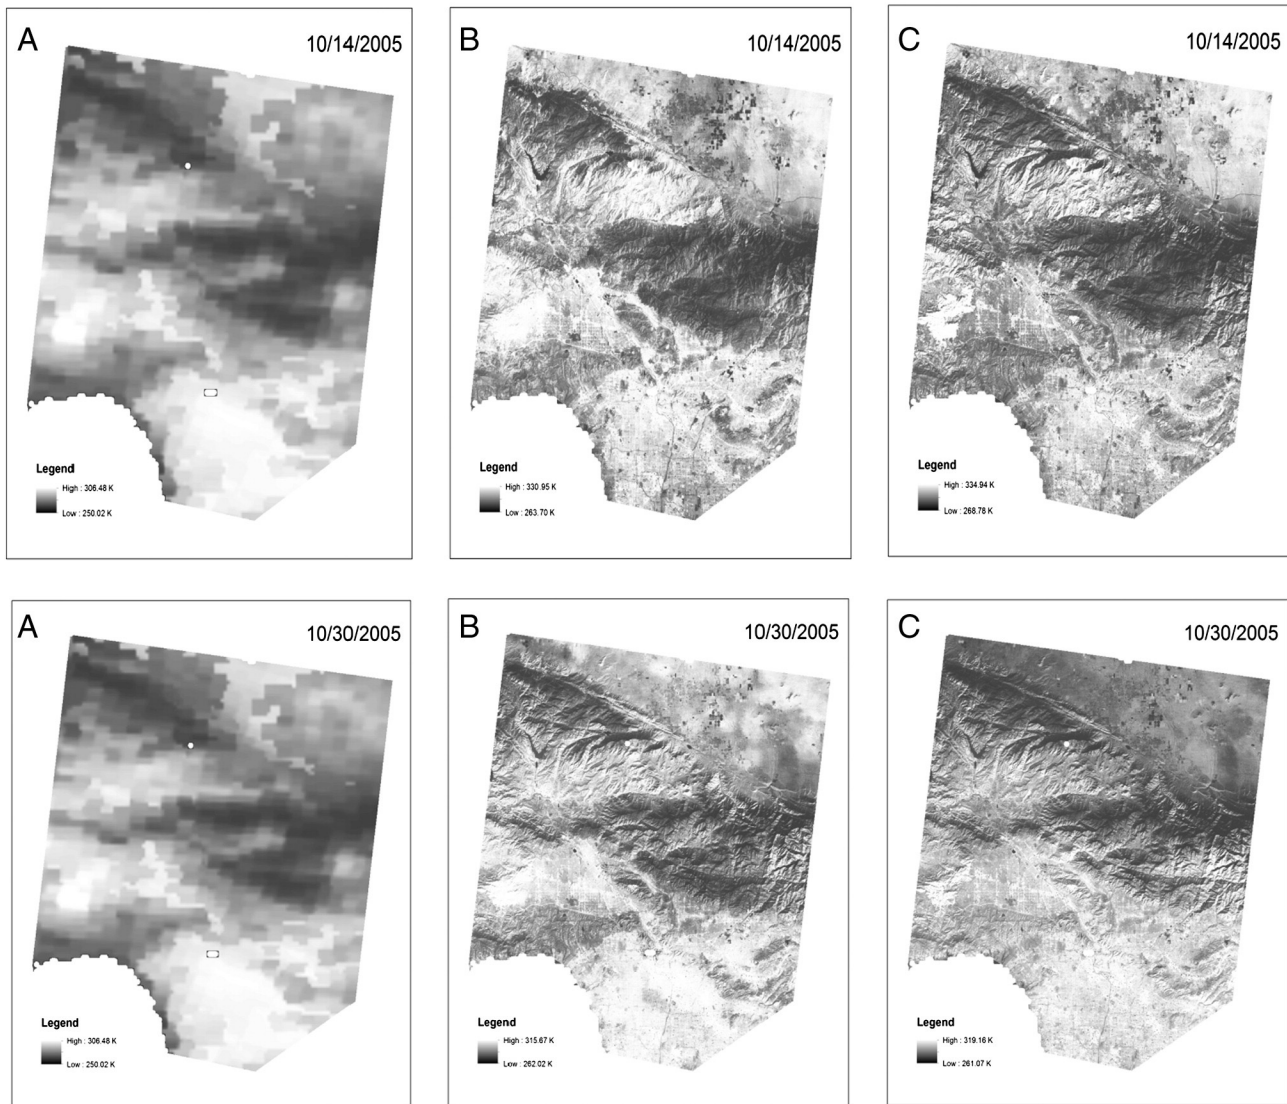 A
10/14/2005
Legend
High : 306.48 K
Low : 250.02 K
B
10/14/2005
Legend
High : 330.95 K
Low : 263.70 K
C
10/14/2005
Legend
High : 334.94 K
Low : 268.78 K
A
10/30/2005
Legend
High : 306.48 K
Low : 250.02 K
B
10/30/2005
Legend
High : 315.67 K
Low : 262.02 K
C
10/30/2005
Legend
High : 319.16 K
Low : 261.07 K